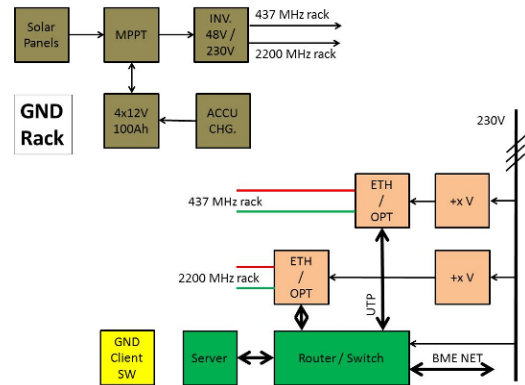 Solar
Panels
MPPT
INV.
48V /
230V
437 MHz rack
2200 MHz rack
GND
Rack
4x12V
100Ah
ACCU
CHG.
230V
ETH
/
OPT
+x V
437 MHz rack
ETH
/
OPT
+x V
2200 MHz rack
UTP
GND
Client
SW
Server
Router / Switch
BME NET